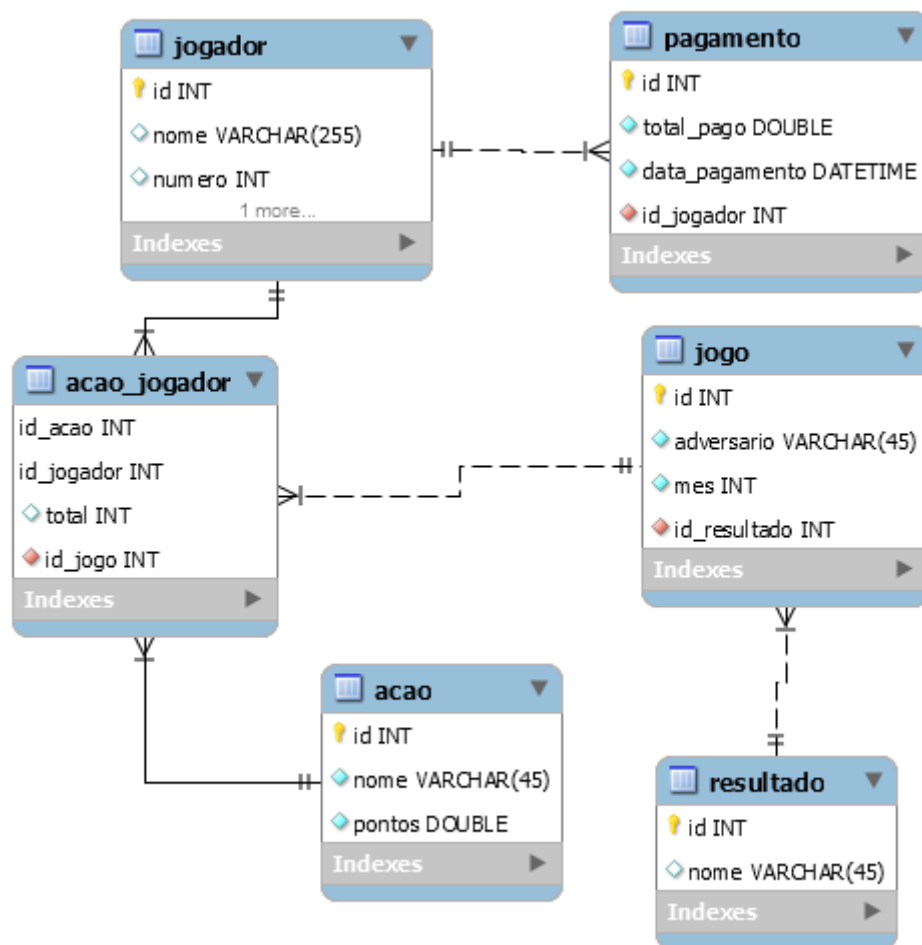 jogador
id INT
nome VARCHAR(255)
numero INT
1 more...
Indexes
pagamento
id INT
total_pago DOUBLE
data_pagamento DATETIME
id_jogador INT
Indexes
acao_jogador
id_acao INT
id_jogador INT
total INT
id_jogo INT
Indexes
jogo
id INT
adversario VARCHAR(45)
mes INT
id_resultado INT
Indexes
acao
id INT
nome VARCHAR(45)
pontos DOUBLE
Indexes
resultado
id INT
nome VARCHAR(45)
Indexes